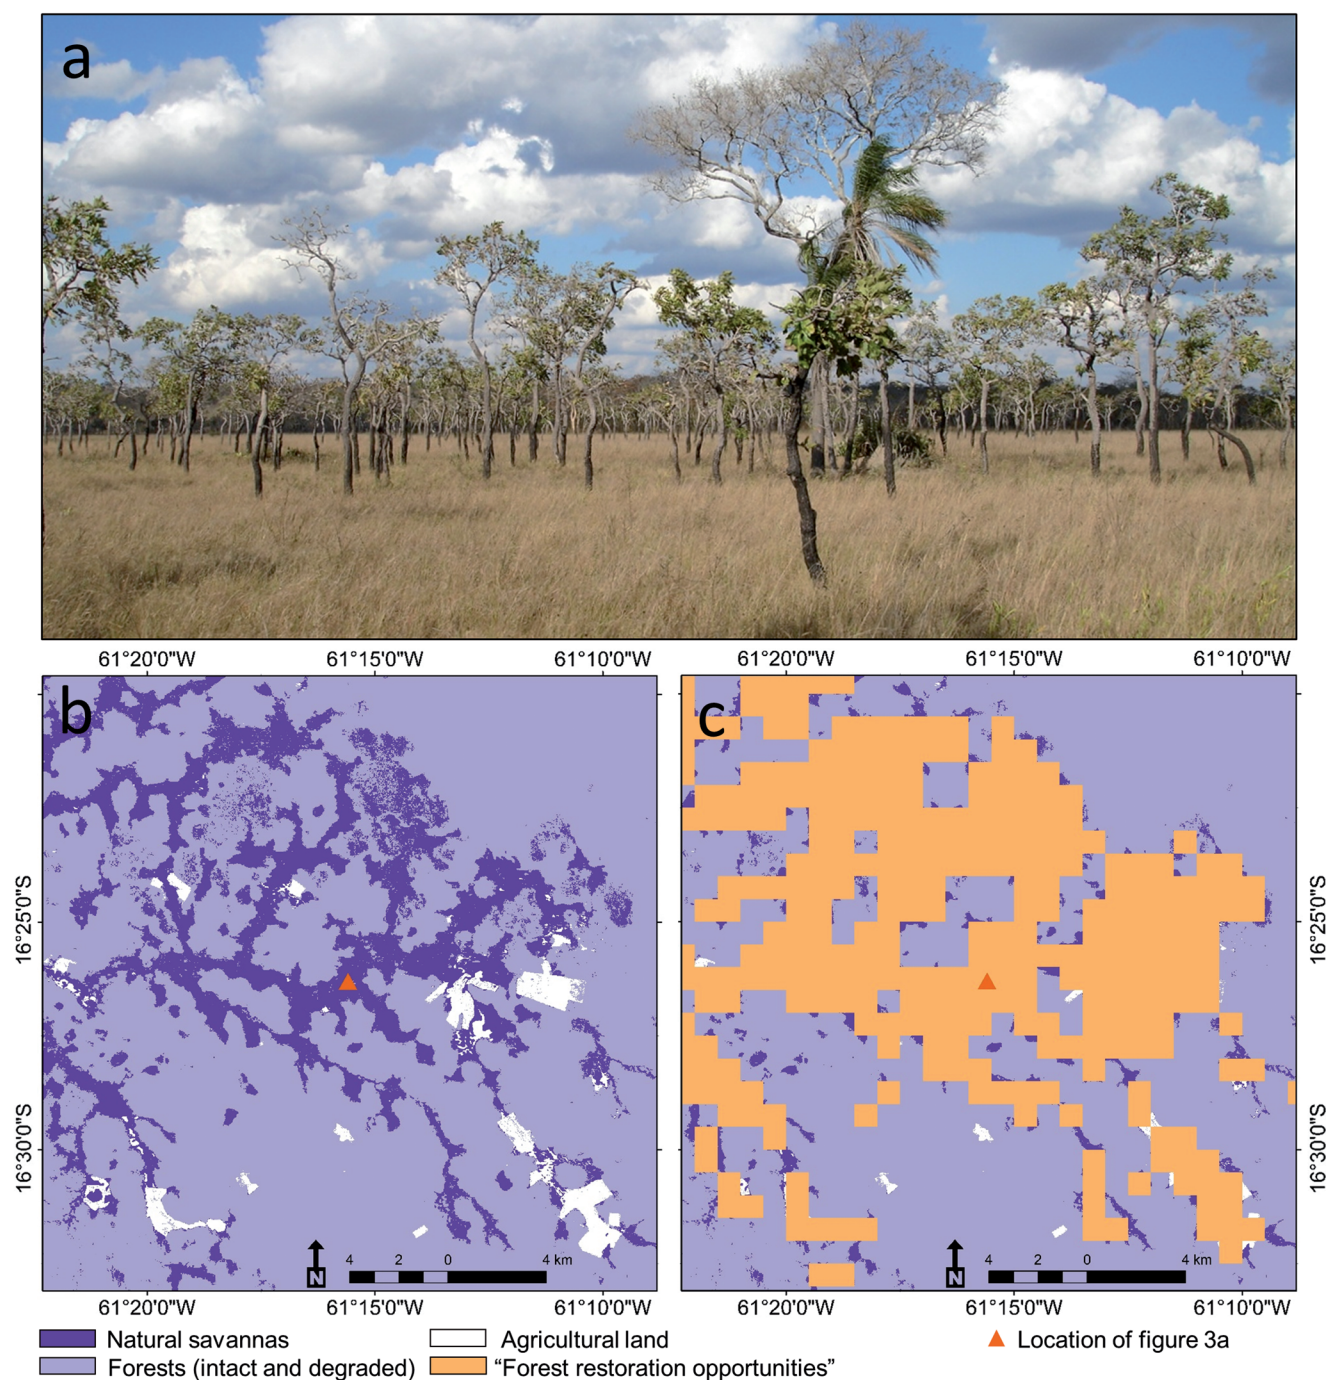 a
61°20'0"W 61°15'0"W 61°10'0"W 61°20'0"W 61°15'0"W 61°10'0"W
b
c
16°25'0"S
16°30'0"S
16°25'0"S
16°30'0"S
4 2 0 4 km
N
4 2 0 4 km
N
61°20'0"W 61°15'0"W 61°10'0"W 61°20'0"W 61°15'0"W 61°10'0"W
Natural savannas
Agricultural land
Location of figure 3a
Forests (intact and degraded)
“Forest restoration opportunities”